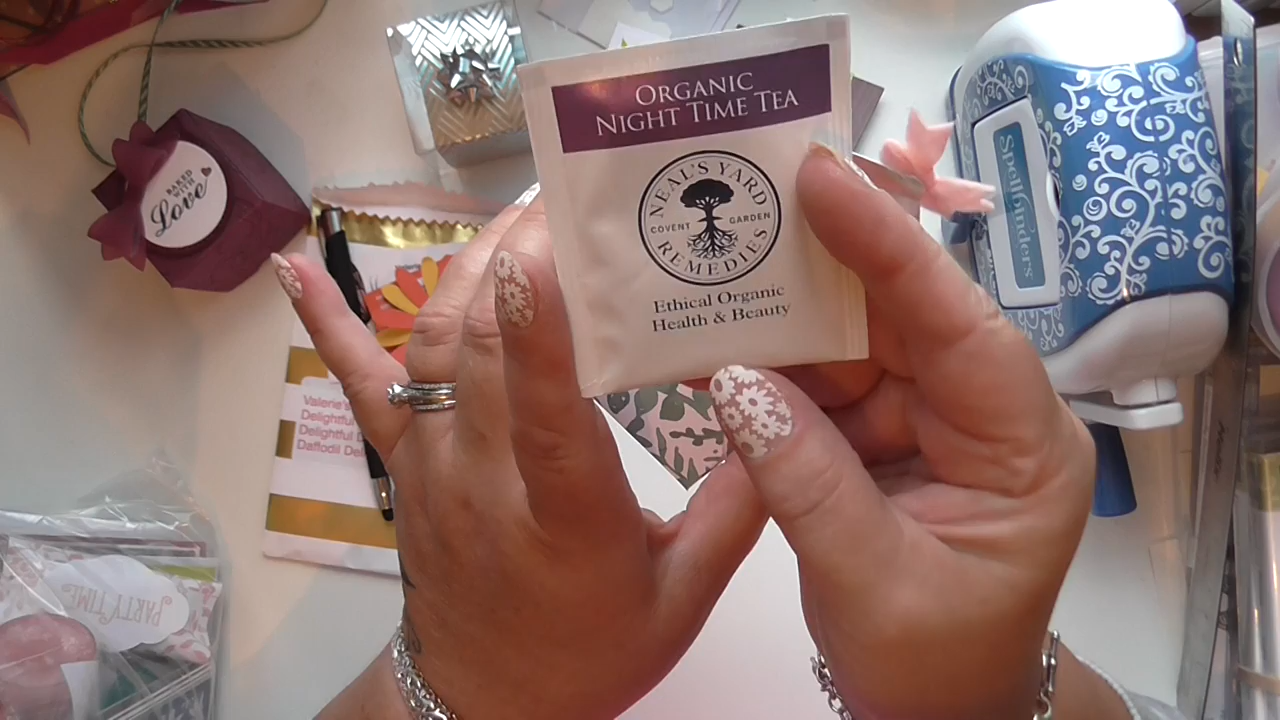 ORGANIC
NIGHT TIME TEA
NEAL'S YARD
COVENT GARDEN
REMEDIES
Ethical Organic
Health & Beauty
BAKED
WITH
Love
Spellbinders
Valerie's
Delightful
Delightful
Daffodil
PARTY TIME